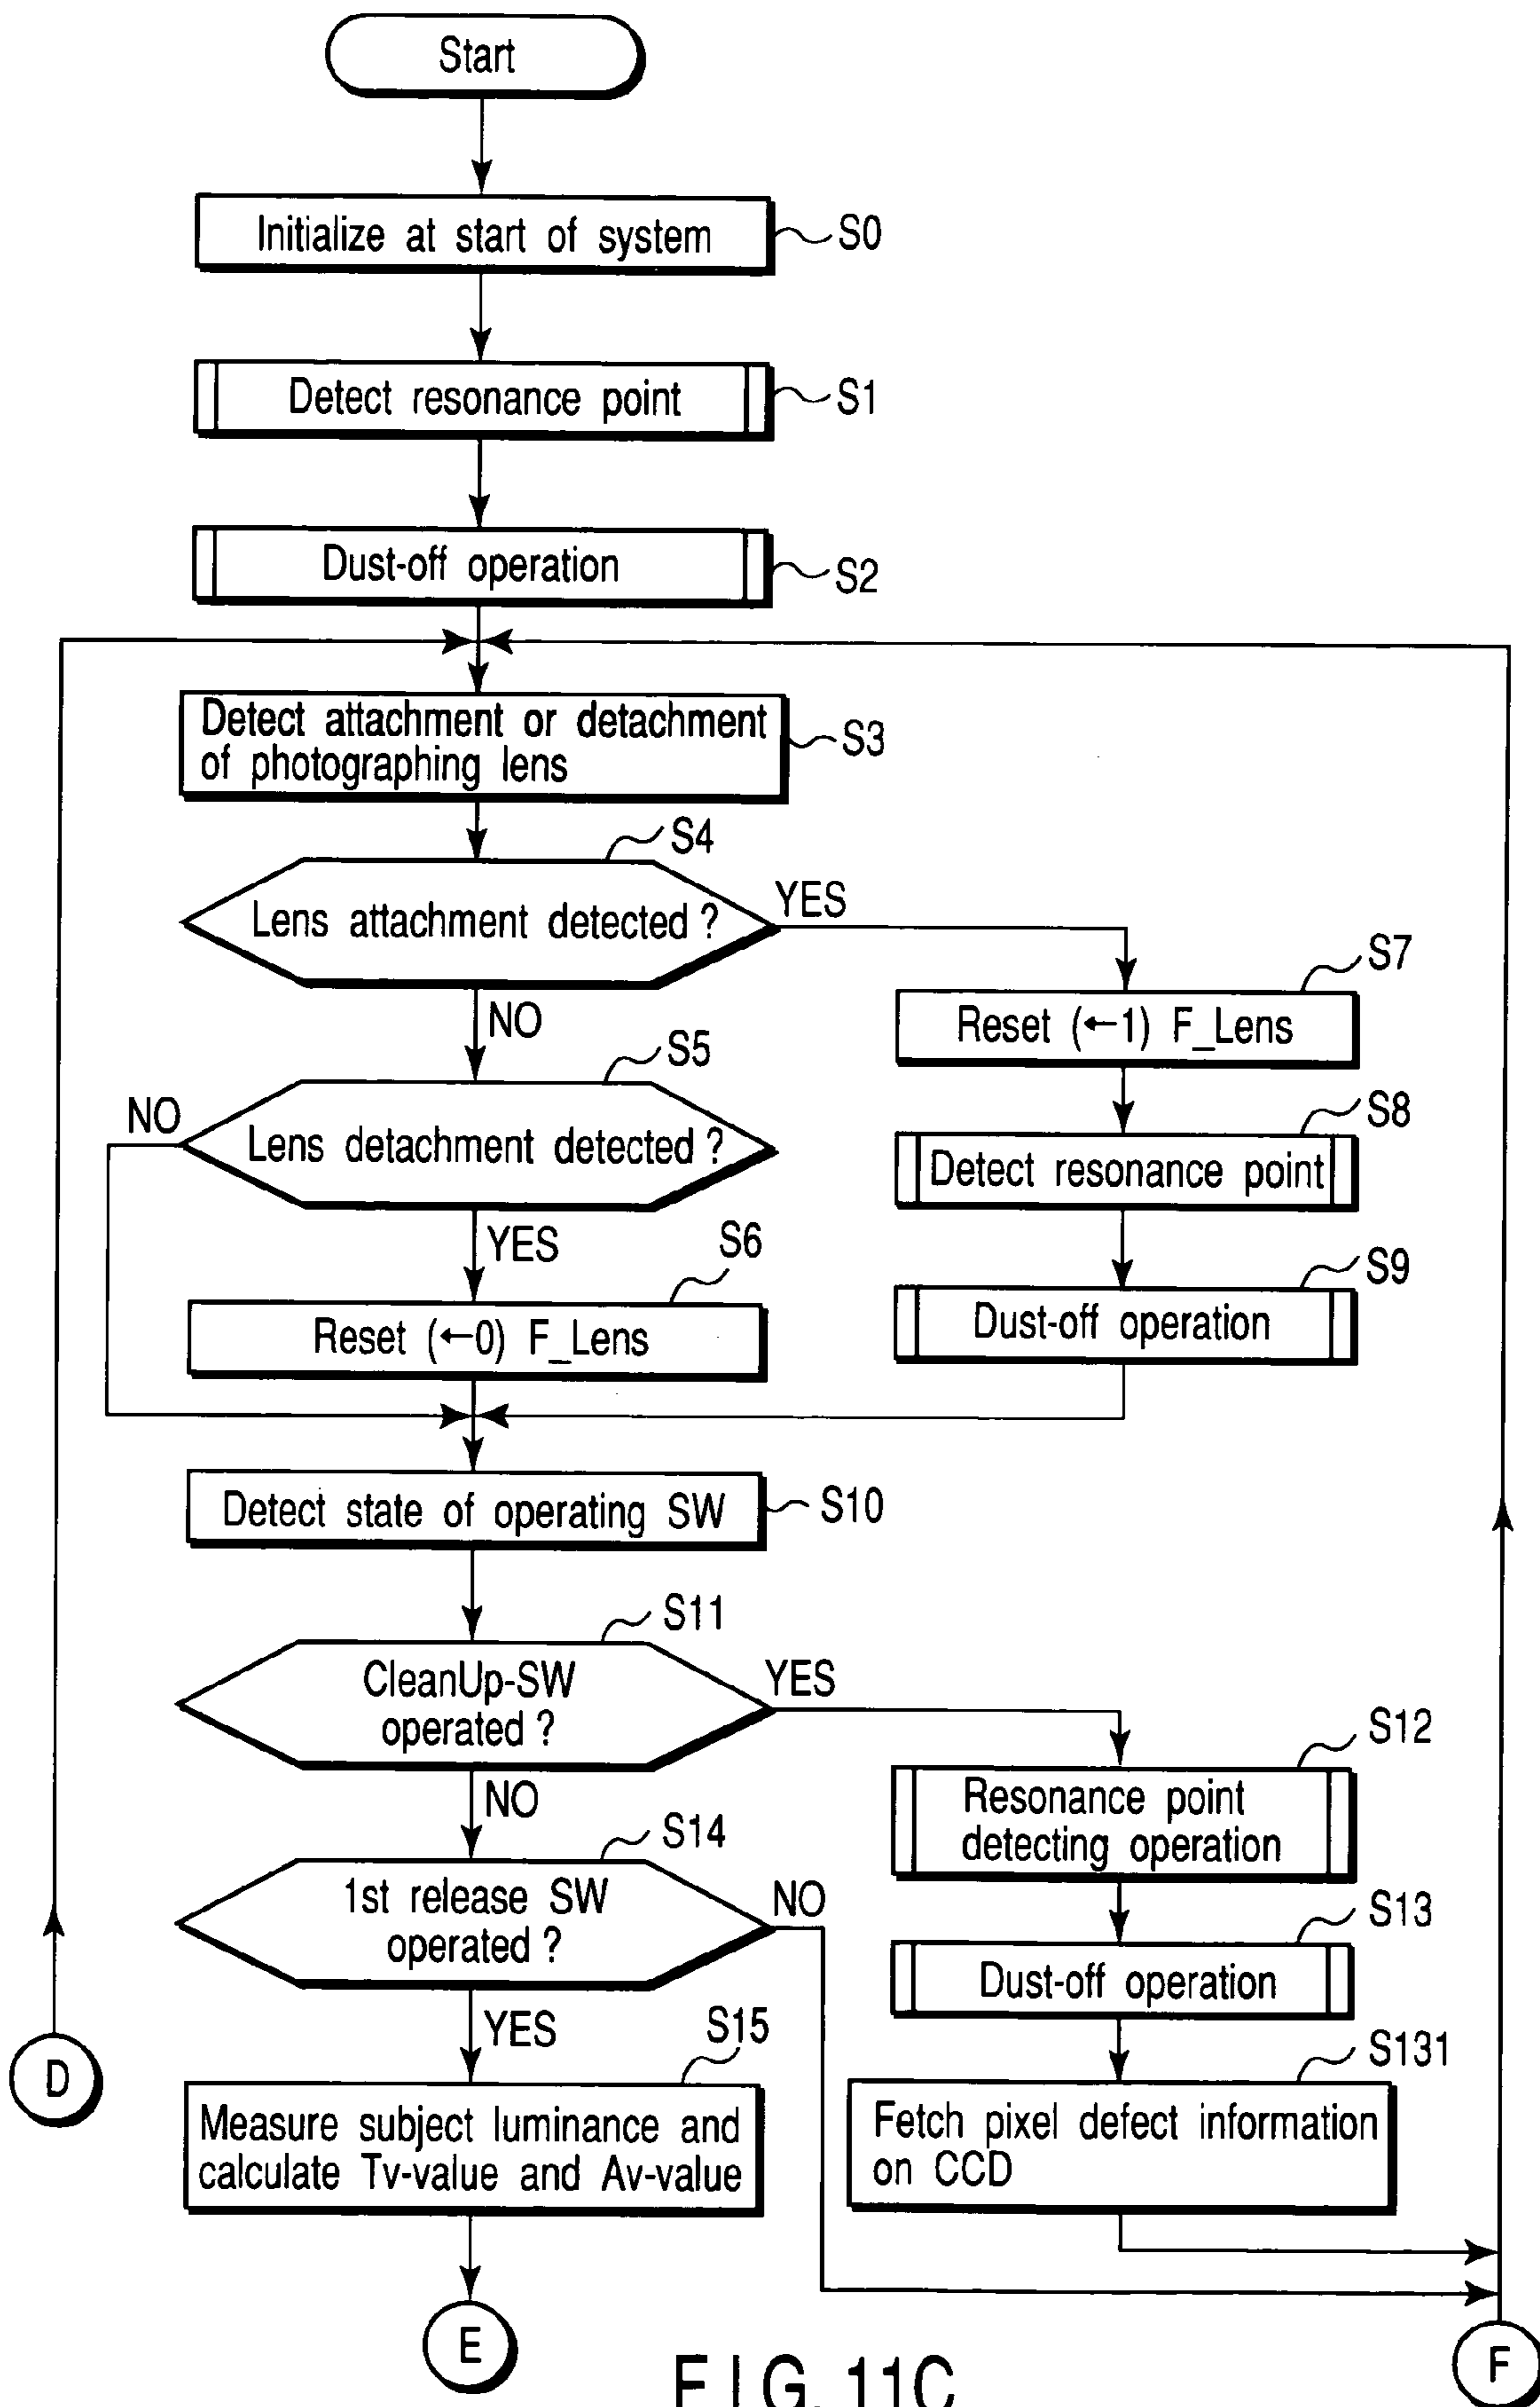 Start
Initialize at start of system
S0
Detect resonance point
S1
Dust-off operation
S2
Detect attachment or detachment
of photographing lens
S3
S4
Lens attachment detected ?
YES
NO
S7
Reset (←1) F_Lens
S5
NO
Lens detachment detected ?
YES
S8
Detect resonance point
S6
Reset (←0) F_Lens
S9
Dust-off operation
Detect state of operating SW
S10
S11
CleanUp-SW
operated ?
YES
NO
S12
Resonance point
detecting operation
S14
1st release SW
operated ?
NO
YES
S13
Dust-off operation
S15
Measure subject luminance and
calculate Tv-value and Av-value
S131
Fetch pixel defect information
on CCD
D
E
F
FIG. 11C